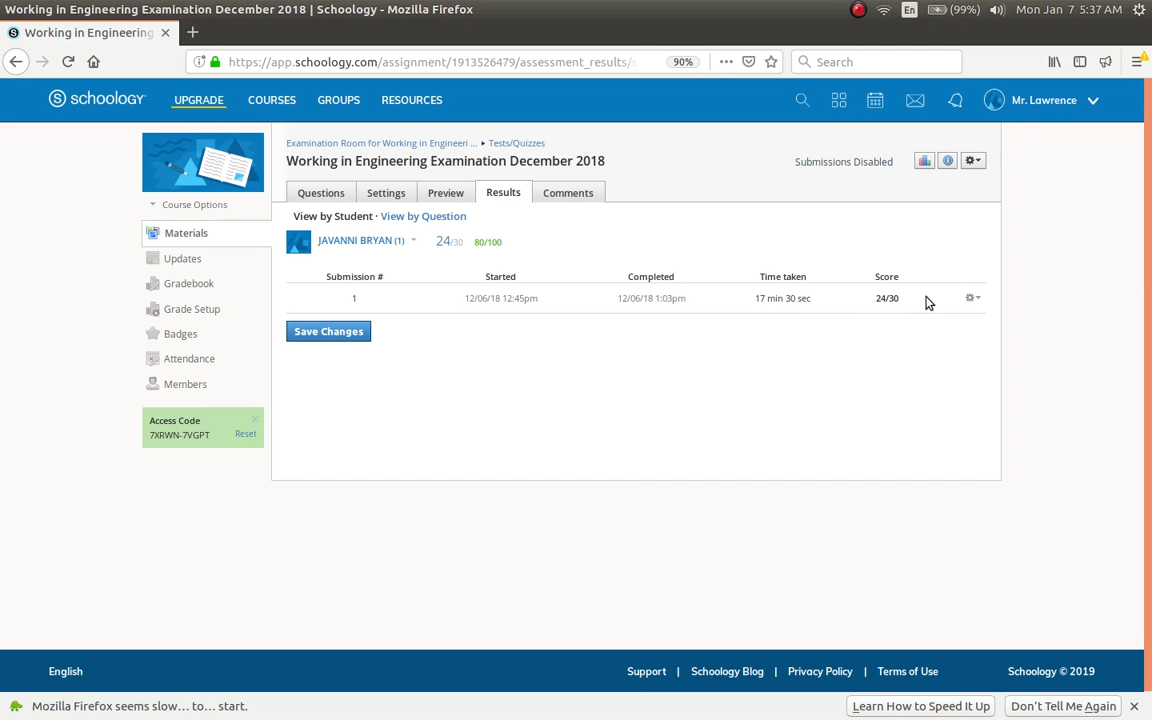 Working in Engineering Examination December 2018 | Schoology - Mozilla Firefox
En
(99%)
Mon Jan 7 5:37 AM
Working in Engineering
https://app.schoology.com/assignment/1913526479/assessment_results/
90%
Search
schoology
UPGRADE
COURSES
GROUPS
RESOURCES
Mr. Lawrence
Examination Room for Working in Engineeri ... ▸ Tests/Quizzes
Working in Engineering Examination December 2018
Submissions Disabled
Questions
Settings
Preview
Results
Comments
Course Options
Materials
Updates
Gradebook
Grade Setup
Badges
Attendance
Members
Access Code
7XRWN-7VGPT
Reset
View by Student · View by Question
JAVANNI BRYAN (1)
24/30
80/100
Submission # Started Completed Time taken Score
1 12/06/18 12:45pm 12/06/18 1:03pm 17 min 30 sec 24/30
Save Changes
English
Support | Schoology Blog | Privacy Policy | Terms of Use
Schoology © 2019
Mozilla Firefox seems slow… to… start.
Learn How to Speed It Up
Don't Tell Me Again